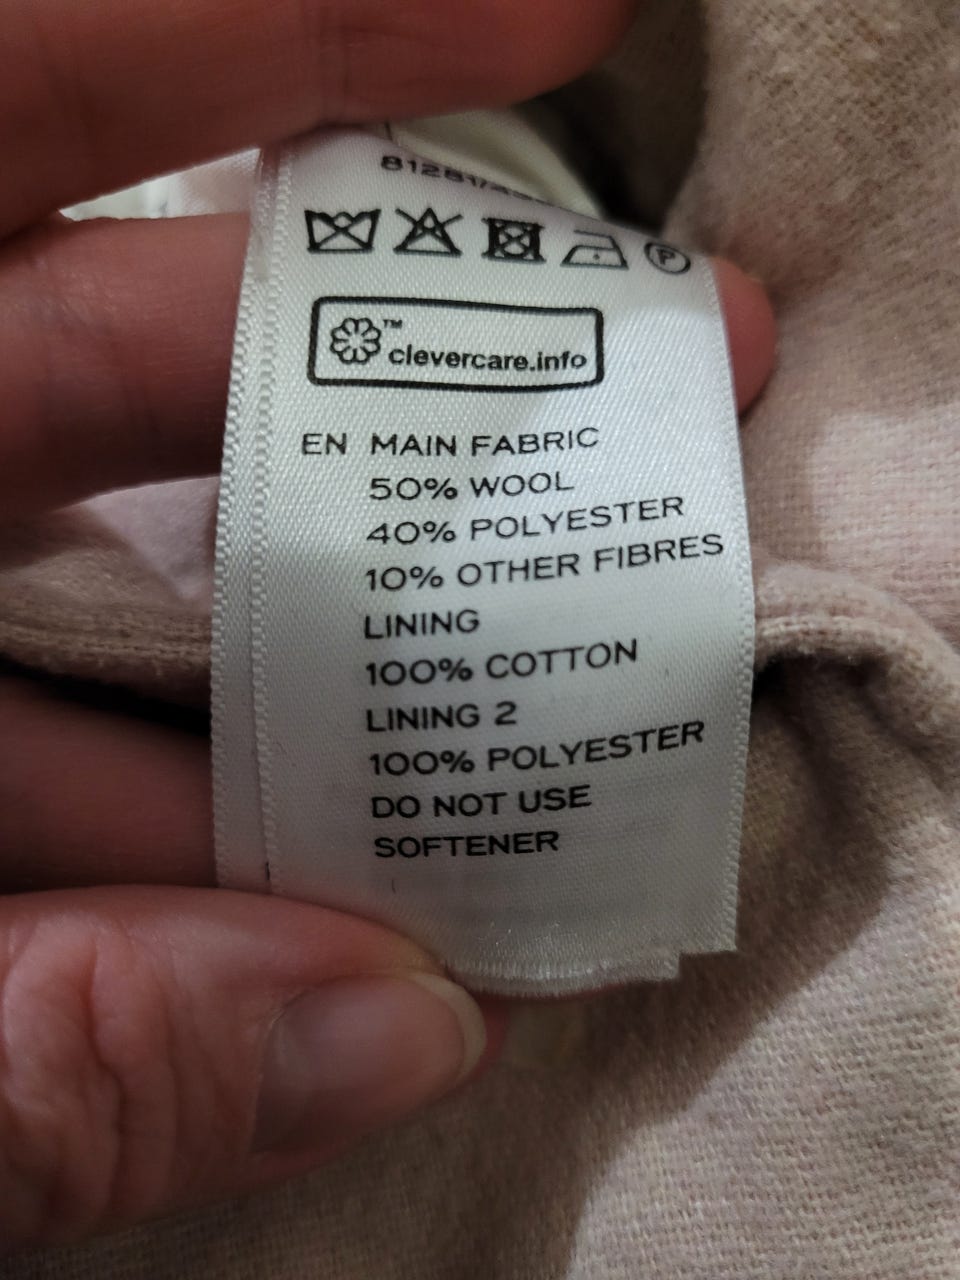 P
™
clevercare.info
EN MAIN FABRIC
50% WOOL
40% POLYESTER
10% OTHER FIBRES
LINING
100% COTTON
LINING 2
100% POLYESTER
DO NOT USE
SOFTENER